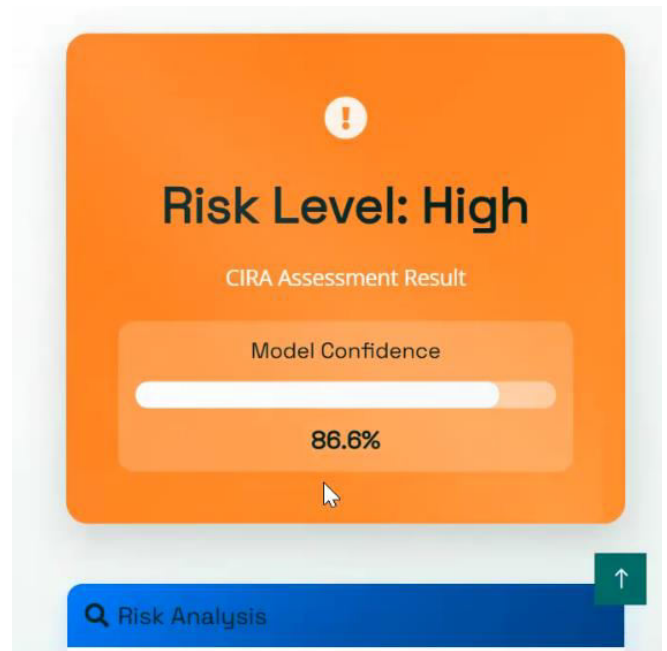 Risk Level: High
CIRA Assessment Result
Model Confidence
86.6%
Risk Analysis